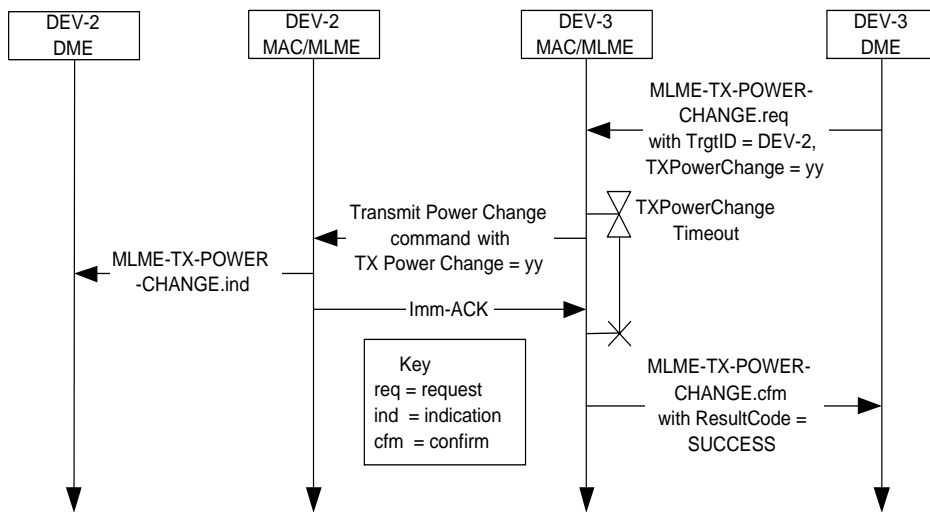 DEV-2
DME
DEV-2
MAC/MLME
DEV-3
MAC/MLME
DEV-3
DME
MLME-TX-POWER-
CHANGE.req
with TrgtID = DEV-2,
TXPowerChange = yy
TXPowerChange
Timeout
Transmit Power Change
command with
TX Power Change = yy
MLME-TX-POWER
-CHANGE.ind
Imm-ACK
Key
req = request
ind = indication
cfm = confirm
MLME-TX-POWER-
CHANGE.cfm
with ResultCode =
SUCCESS